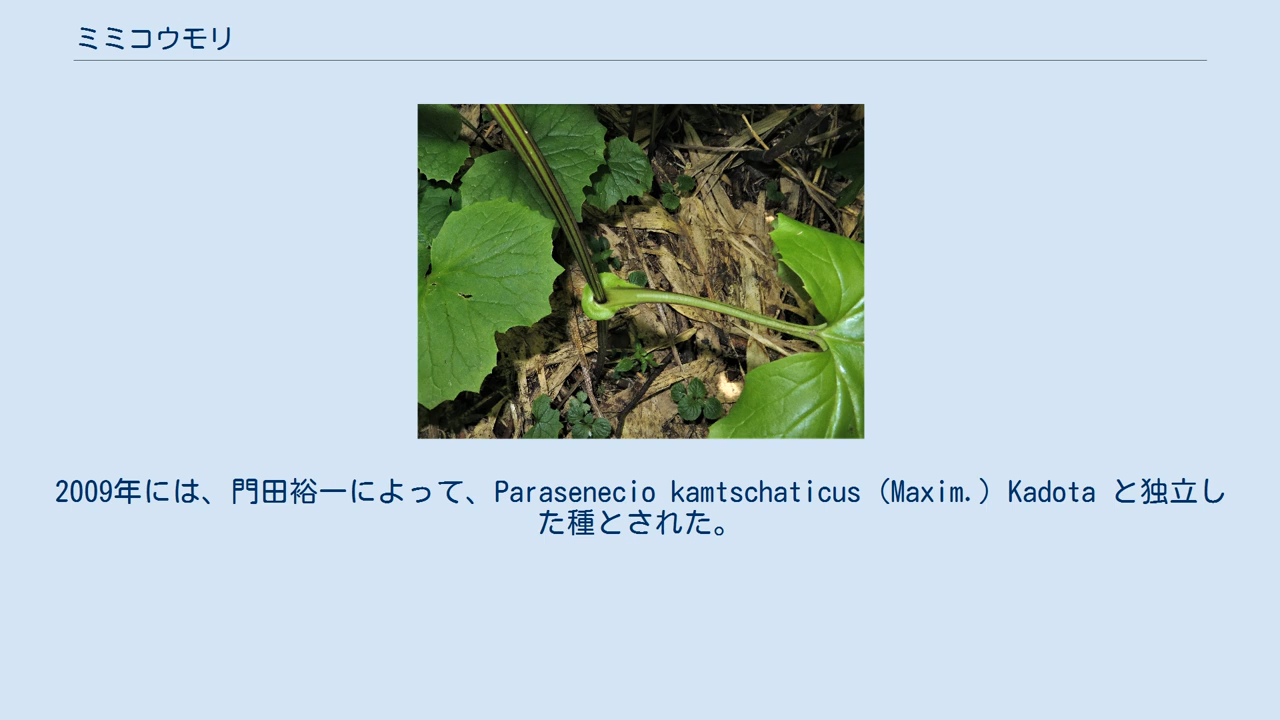 ミミコウモリ
2009年には、門田裕一によって、Parasenecio kamtschaticus（Maxim.）Kadota と独立し
た種とされた。